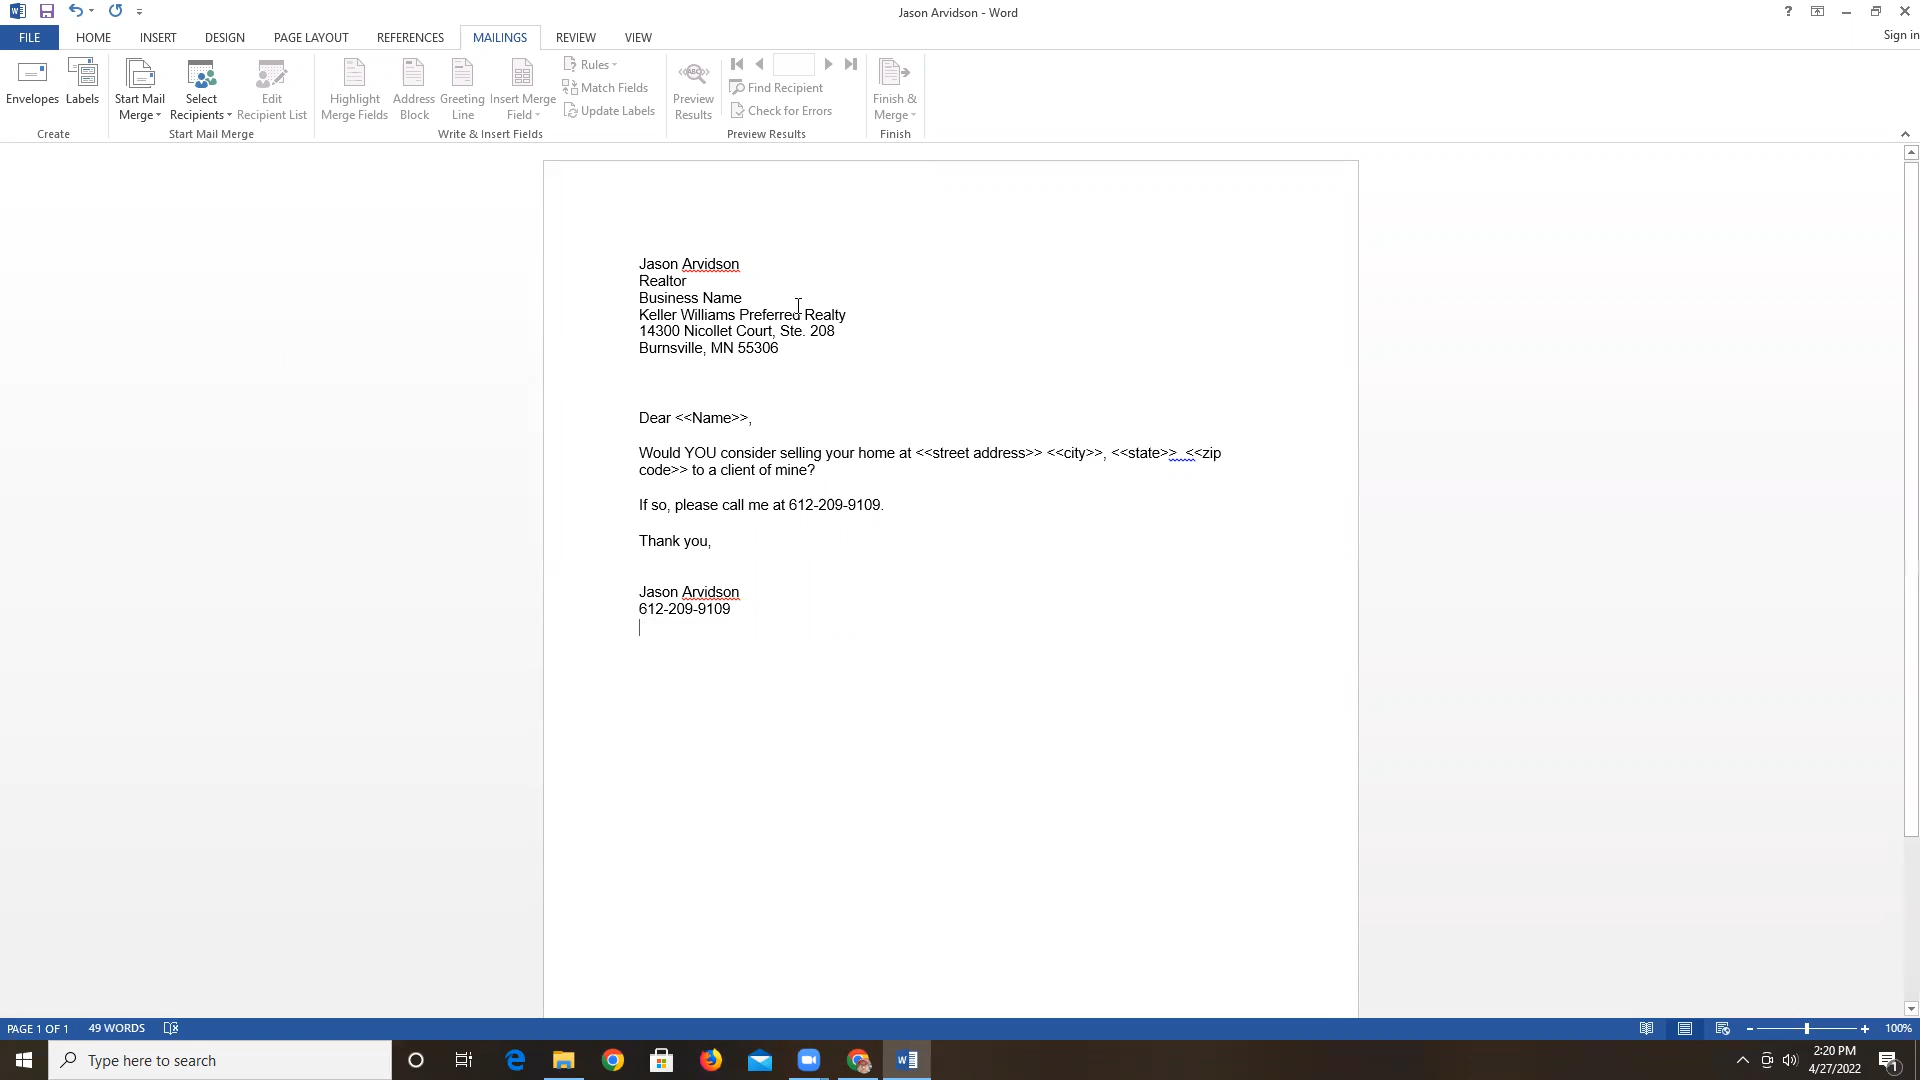 Jason Arvidson - Word
?
FILE HOME INSERT DESIGN PAGE LAYOUT REFERENCES MAILINGS REVIEW VIEW
Sign in
Envelopes
Labels
Start Mail
Merge
Select
Recipients
Edit
Recipient List
Highlight
Merge Fields
Address
Block
Greeting
Line
Insert Merge
Field
Rules
Match Fields
Update Labels
Preview
Results
Find Recipient
Check for Errors
Finish &
Merge
Create
Start Mail Merge
Write & Insert Fields
Preview Results
Finish
Jason Arvidson
Realtor
Business Name
Keller Williams Preferred Realty
14300 Nicollet Court, Ste. 208
Burnsville, MN 55306
Dear <<Name>>,
Would YOU consider selling your home at <<street address>> <<city>>, <<state>>  <<zip
code>> to a client of mine?
If so, please call me at 612-209-9109.
Thank you,
Jason Arvidson
612-209-9109
PAGE 1 OF 1 49 WORDS
100%
Type here to search
2:20 PM
4/27/2022
1